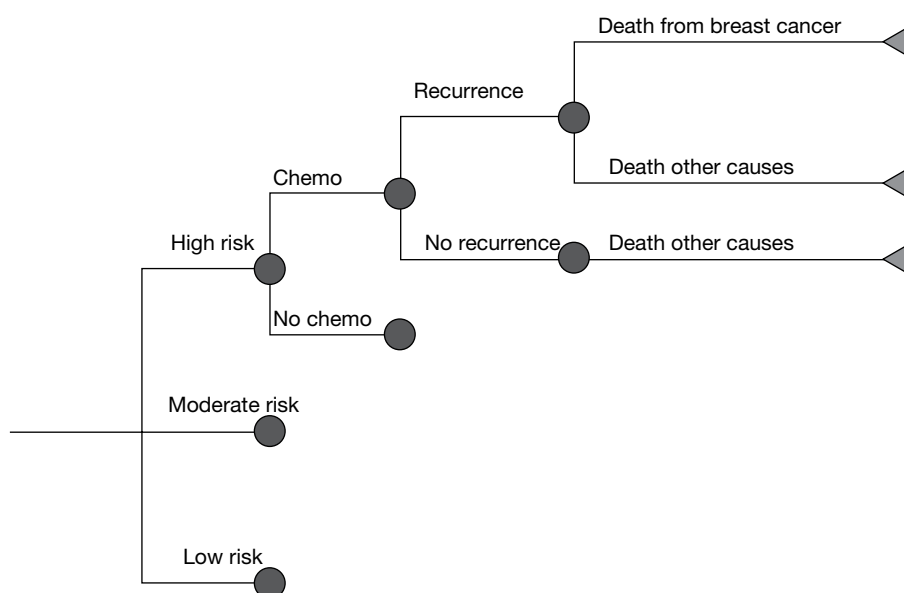 Death from breast cancer
Recurrence
Death other causes
Chemo
High risk
No recurrence
Death other causes
No chemo
Moderate risk
Low risk